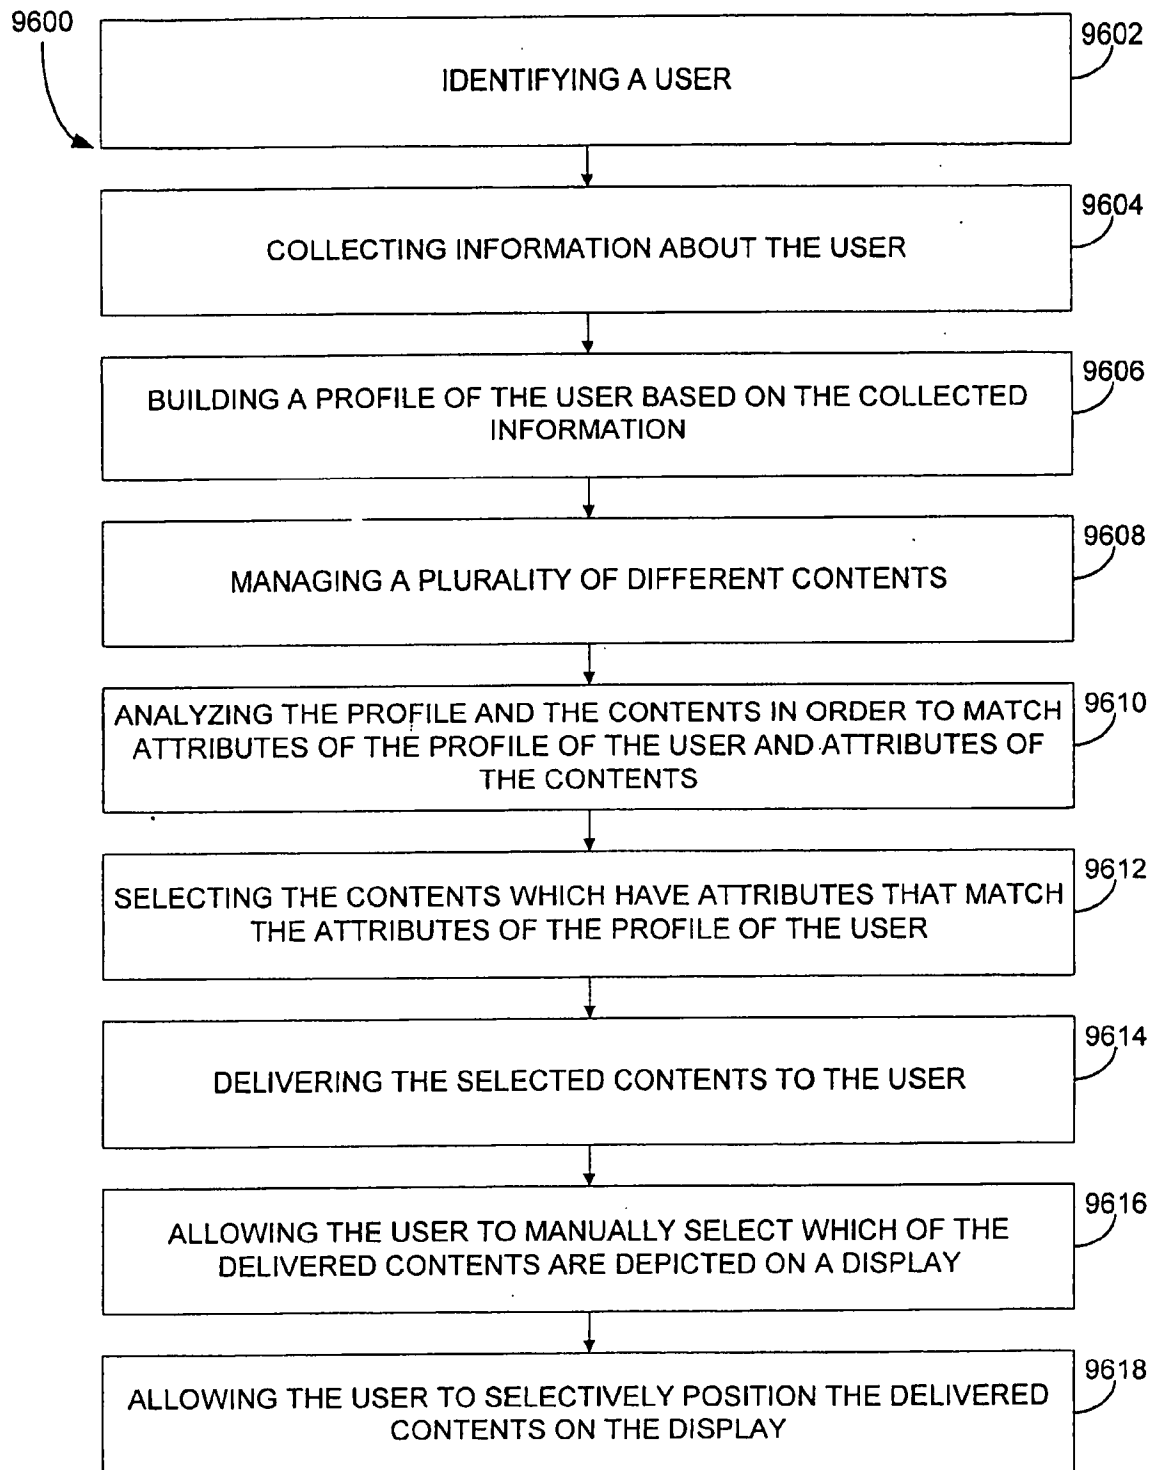 9600
9602
IDENTIFYING A USER
9604
COLLECTING INFORMATION ABOUT THE USER
9606
BUILDING A PROFILE OF THE USER BASED ON THE COLLECTED
INFORMATION
9608
MANAGING A PLURALITY OF DIFFERENT CONTENTS
9610
ANALYZING THE PROFILE AND THE CONTENTS IN ORDER TO MATCH
ATTRIBUTES OF THE PROFILE OF THE USER AND ATTRIBUTES OF
THE CONTENTS
9612
SELECTING THE CONTENTS WHICH HAVE ATTRIBUTES THAT MATCH
THE ATTRIBUTES OF THE PROFILE OF THE USER
9614
DELIVERING THE SELECTED CONTENTS TO THE USER
9616
ALLOWING THE USER TO MANUALLY SELECT WHICH OF THE
DELIVERED CONTENTS ARE DEPICTED ON A DISPLAY
9618
ALLOWING THE USER TO SELECTIVELY POSITION THE DELIVERED
CONTENTS ON THE DISPLAY